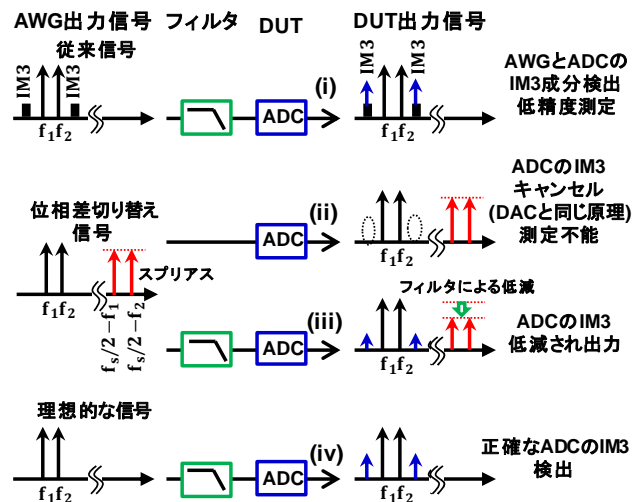 AWG出力信号
フィルタ
DUT
DUT出力信号
従来信号
IM3
IM3
f₁f₂
ADC
(i)
IM3
IM3
f₁f₂
AWGとADCの
IM3成分検出
低精度測定
位相差切り替え
信号
スプリアス
f₁f₂
fₛ/2−f₁
fₛ/2−f₂
ADC
(ii)
f₁f₂
ADCのIM3
キャンセル
(DACと同じ原理)
測定不能
ADC
(iii)
フィルタによる低減
f₁f₂
ADCのIM3
低減され出力
理想的な信号
f₁f₂
ADC
(iv)
f₁f₂
正確なADCのIM3
検出